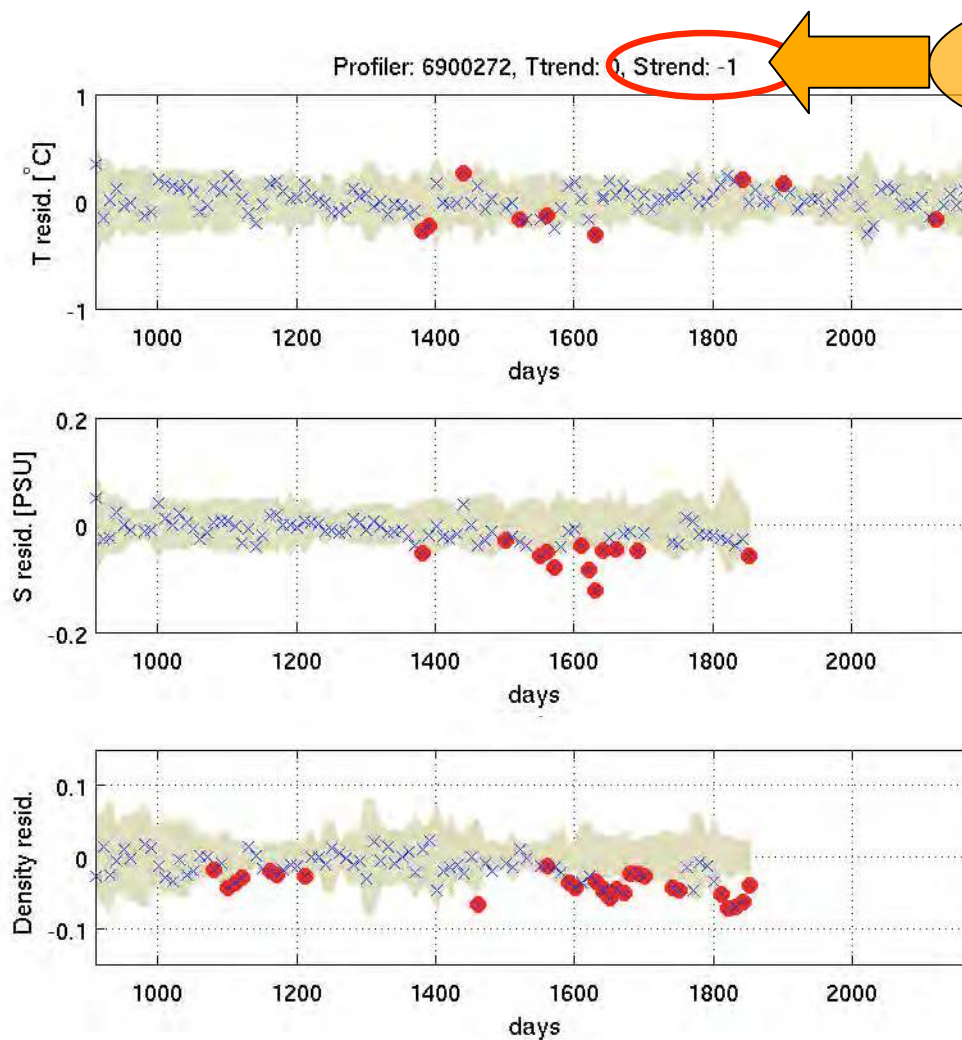 Profiler: 6900272, Ttrend: 0, Strend: -1
T resid. [°C]
1
0
-1
1000 1200 1400 1600 1800 2000
days
S resid. [PSU]
0.2
0
-0.2
1000 1200 1400 1600 1800 2000
days
Density resid.
0.1
0
-0.1
1000 1200 1400 1600 1800 2000
days